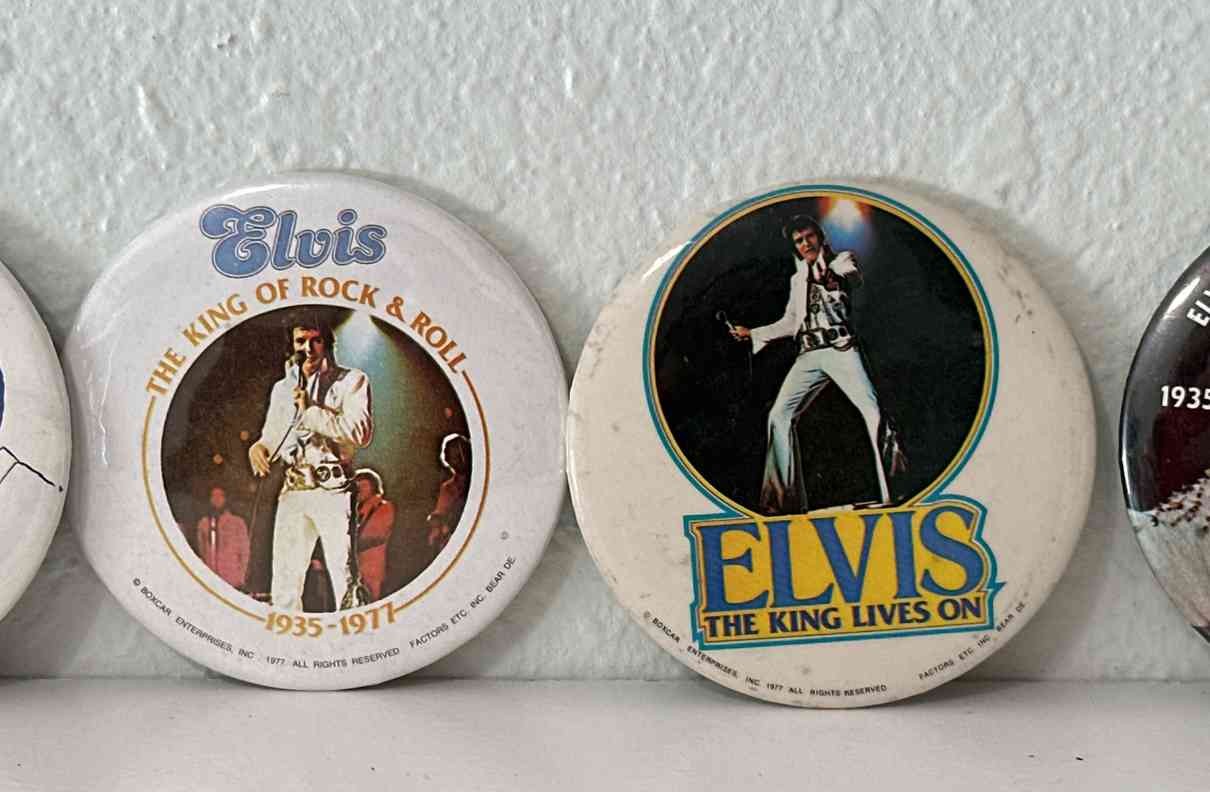 Elvis
THE KING OF ROCK & ROLL
1935-1977
© BOXCAR ENTERPRISES, INC. 1977 ALL RIGHTS RESERVED FACTORS ETC. INC. BEAR DE.
ELVIS
THE KING LIVES ON
© BOXCAR ENTERPRISES, INC. 1977 ALL RIGHTS RESERVED FACTORS ETC. INC. BEAR DE.
1935